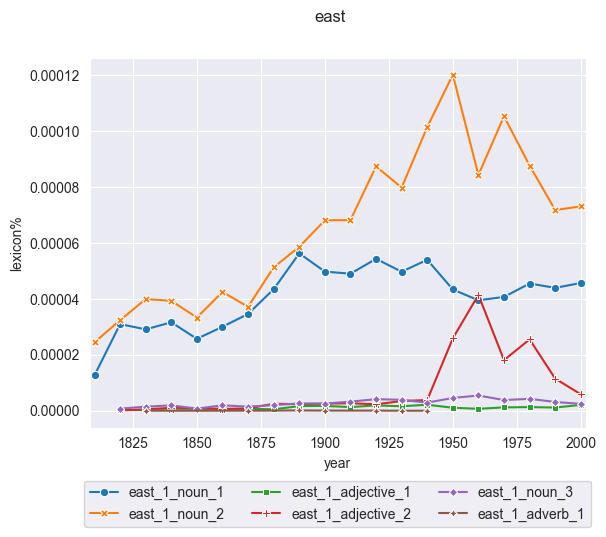 east
0.00012
0.00010
0.00008
0.00006
0.00004
0.00002
0.00000
lexicon%
1825 1850 1875 1900 1925 1950 1975 2000
year
east_1_noun_1 east_1_adjective_1 east_1_noun_3
east_1_noun_2 east_1_adjective_2 east_1_adverb_1